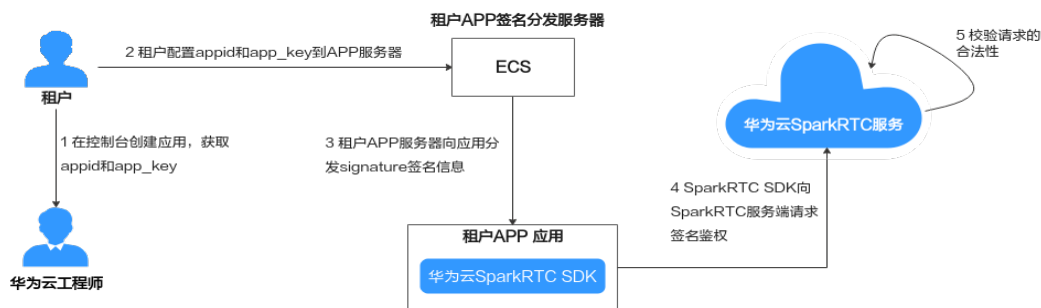 租户APP签名分发服务器
2 租户配置appid和app_key到APP服务器
ECS
5 校验请求的
合法性
租户
华为云SparkRTC服务
1 在控制台创建应用，获取
appid和app_key
3 租户APP服务器向应用分
发signature签名信息
4 SparkRTC SDK向
SparkRTC服务端请求
签名鉴权
租户APP 应用
华为云SparkRTC SDK
华为云工程师